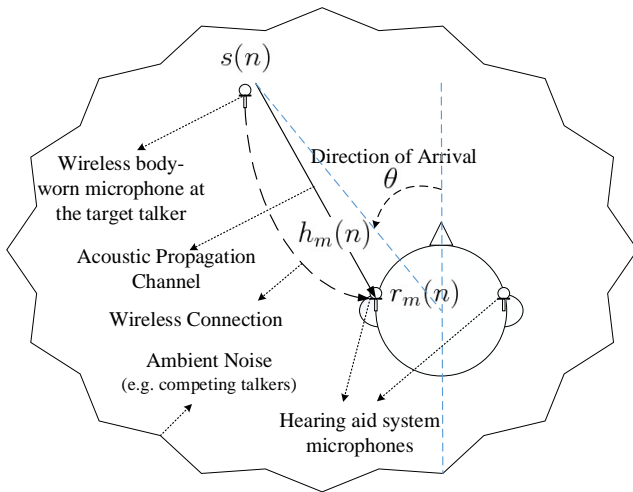 s(n)
Wireless body-
worn microphone at
the target talker
Direction of Arrival
θ
h_m(n)
Acoustic Propagation
Channel
r_m(n)
Wireless Connection
Ambient Noise
(e.g. competing talkers)
Hearing aid system
microphones